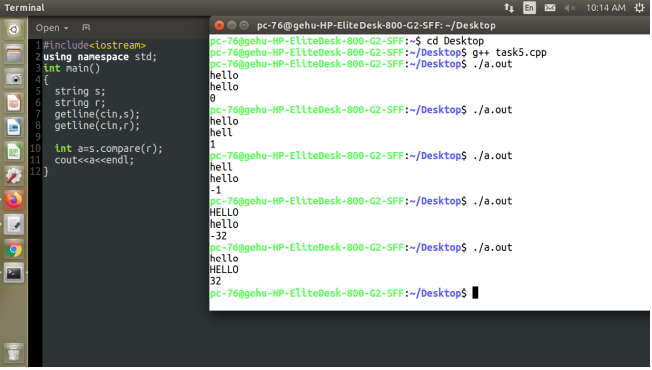 Terminal
En
10:14 AM
Open
1 #include<iostream>
2 using namespace std;
3 int main()
4 {
5 string s;
6 string r;
7 getline(cin,s);
8 getline(cin,r);
9
10 int a=s.compare(r);
11 cout<<a<<endl;
12 }
pc-76@gehu-HP-EliteDesk-800-G2-SFF: ~/Desktop
pc-76@gehu-HP-EliteDesk-800-G2-SFF:~$ cd Desktop
pc-76@gehu-HP-EliteDesk-800-G2-SFF:~/Desktop$ g++ task5.cpp
pc-76@gehu-HP-EliteDesk-800-G2-SFF:~/Desktop$ ./a.out
hello
hello
0
pc-76@gehu-HP-EliteDesk-800-G2-SFF:~/Desktop$ ./a.out
hello
hell
1
pc-76@gehu-HP-EliteDesk-800-G2-SFF:~/Desktop$ ./a.out
hell
hello
-1
pc-76@gehu-HP-EliteDesk-800-G2-SFF:~/Desktop$ ./a.out
HELLO
hello
-32
pc-76@gehu-HP-EliteDesk-800-G2-SFF:~/Desktop$ ./a.out
hello
HELLO
32
pc-76@gehu-HP-EliteDesk-800-G2-SFF:~/Desktop$